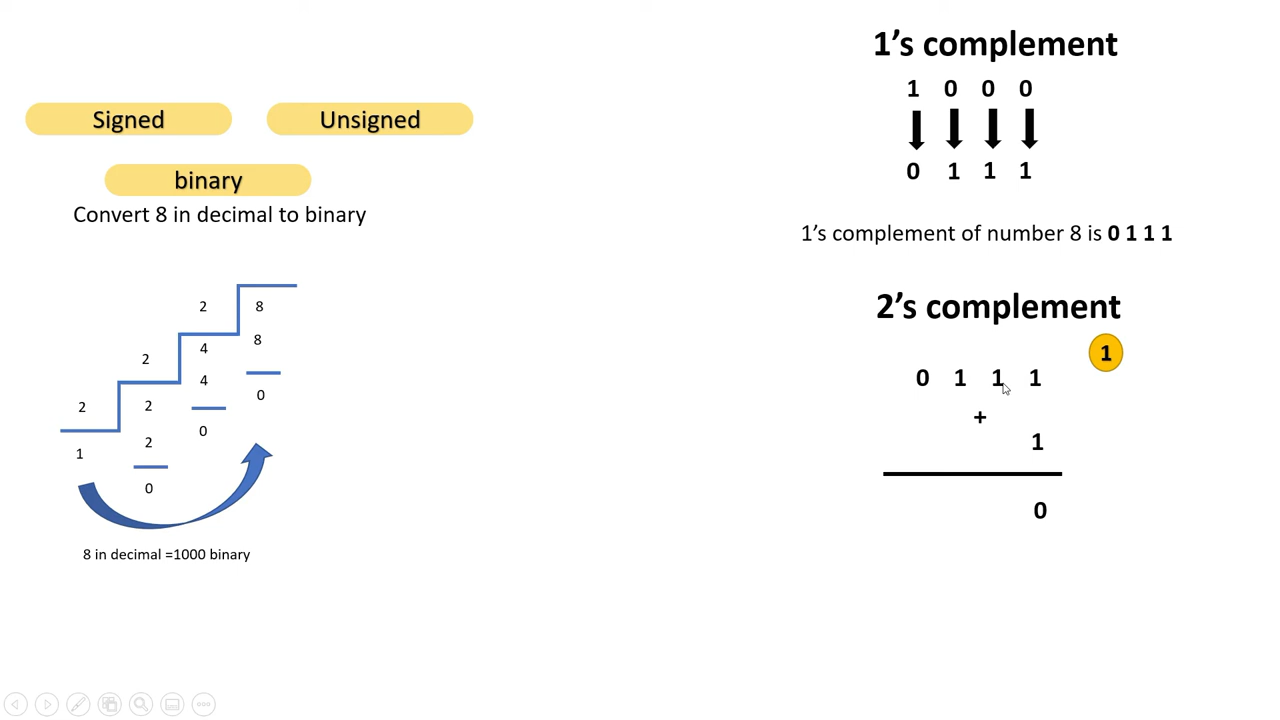 Signed
Unsigned
binary
Convert 8 in decimal to binary
2 8
2 4 8
2 2 4 0
2 2 0
1 0
8 in decimal =1000 binary
1's complement
1 0 0 0
0 1 1 1
1’s complement of number 8 is 0 1 1 1
2’s complement
1
0 1 1 1
+
1
0